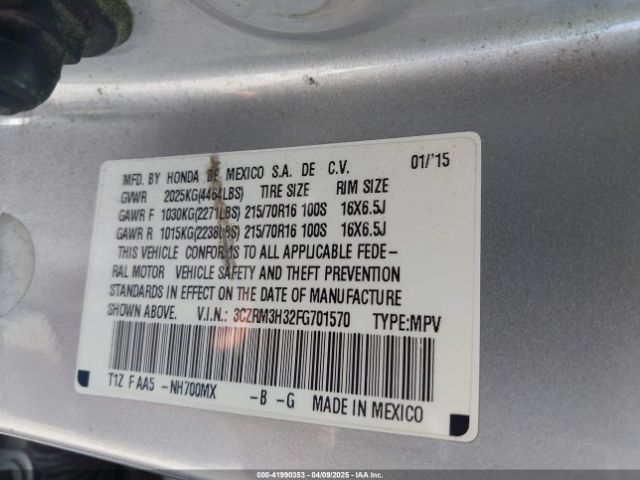 MFD. BY HONDA DE MEXICO S.A. DE C.V. 01/'15
GVWR 2025KG(4464LBS) TIRE SIZE RIM SIZE
GAWR F 1030KG(2271LBS) 215/70R16 100S 16X6.5J
GAWR R 1015KG(2238LBS) 215/70R16 100S 16X6.5J
THIS VEHICLE CONFORMS TO ALL APPLICABLE FEDE-
RAL MOTOR VEHICLE SAFETY AND THEFT PREVENTION
STANDARDS IN EFFECT ON THE DATE OF MANUFACTURE
SHOWN ABOVE. V.I.N.: 3CZRM3H32FG701570 TYPE:MPV
T1Z F AA5 -NH700MX -B -G MADE IN MEXICO
000-41990353 | 04/09/2025 | IAA Inc.